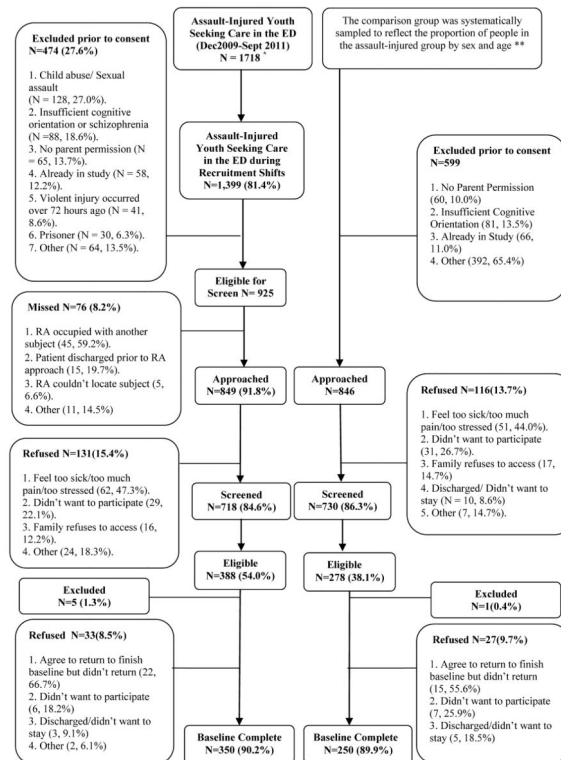 Assault-Injured Youth
Seeking Care in the ED
(Dec2009-Sept 2011)
N = 1718 *
The comparison group was systematically
sampled to reflect the proportion of people in
the assault-injured group by sex and age **
Excluded prior to consent
N=474 (27.6%)
1. Child abuse/ Sexual
assault
(N = 128, 27.0%).
2. Insufficient cognitive
orientation or schizophrenia
(N =88, 18.6%).
3. No parent permission (N
= 65, 13.7%).
4. Already in study (N = 58,
12.2%).
5. Violent injury occurred
over 72 hours ago (N = 41,
8.6%).
6. Prisoner (N = 30, 6.3%).
7. Other (N = 64, 13.5%).
Assault-Injured
Youth Seeking Care
in the ED during
Recruitment Shifts
N=1,399 (81.4%)
Excluded prior to consent
N=599
1. No Parent Permission
(60, 10.0%)
2. Insufficient Cognitive
Orientation (81, 13.5%)
3. Already in Study (66,
11.0%)
4. Other (392, 65.4%)
Eligible for
Screen N= 925
Missed N=76 (8.2%)
1. RA occupied with another
subject (45, 59.2%)
2. Patient discharged prior to RA
approach (15, 19.7%)
3. RA couldn't locate subject (5,
6.6%)
4. Other (11, 14.5%)
Approached
N=849 (91.8%)
Approached
N=846
Refused N=116(13.7%)
1. Feel too sick/too much
pain/too stressed (51, 44.0%)
2. Didn't want to participate
(31, 26.7%).
3. Family refuses to access (17,
14.7%)
4. Discharged/ Didn't want to
stay (N = 10, 8.6%)
5. Other (7, 14.7%)
Refused N=131(15.4%)
1. Feel too sick/too much
pain/too stressed (62, 47.3%)
2. Didn't want to participate (29,
22.1%).
3. Family refuses to access (16,
12.2%)
4. Other (24, 18.3%)
Screened
N=718 (84.6%)
Screened
N=730 (86.3%)
Eligible
N=388 (54.0%)
Eligible
N=278 (38.1%)
Excluded
N=5 (1.3%)
Excluded
N=1(0.4%)
Refused N=33(8.5%)
1. Agree to return to finish
baseline but didn't return (22,
66.7%)
2. Didn't want to participate
(6, 18.2%)
3. Discharged/didn't want to
stay (3, 9.1%)
4. Other (2, 6.1%)
Refused N=27(9.7%)
1. Agree to return to finish
baseline but didn't return
(15, 55.6%)
2. Didn't want to participate
(7, 25.9%)
3. Discharged/didn't want to
stay (5, 18.5%)
Baseline Complete
N=350 (90.2%)
Baseline Complete
N=250 (89.9%)